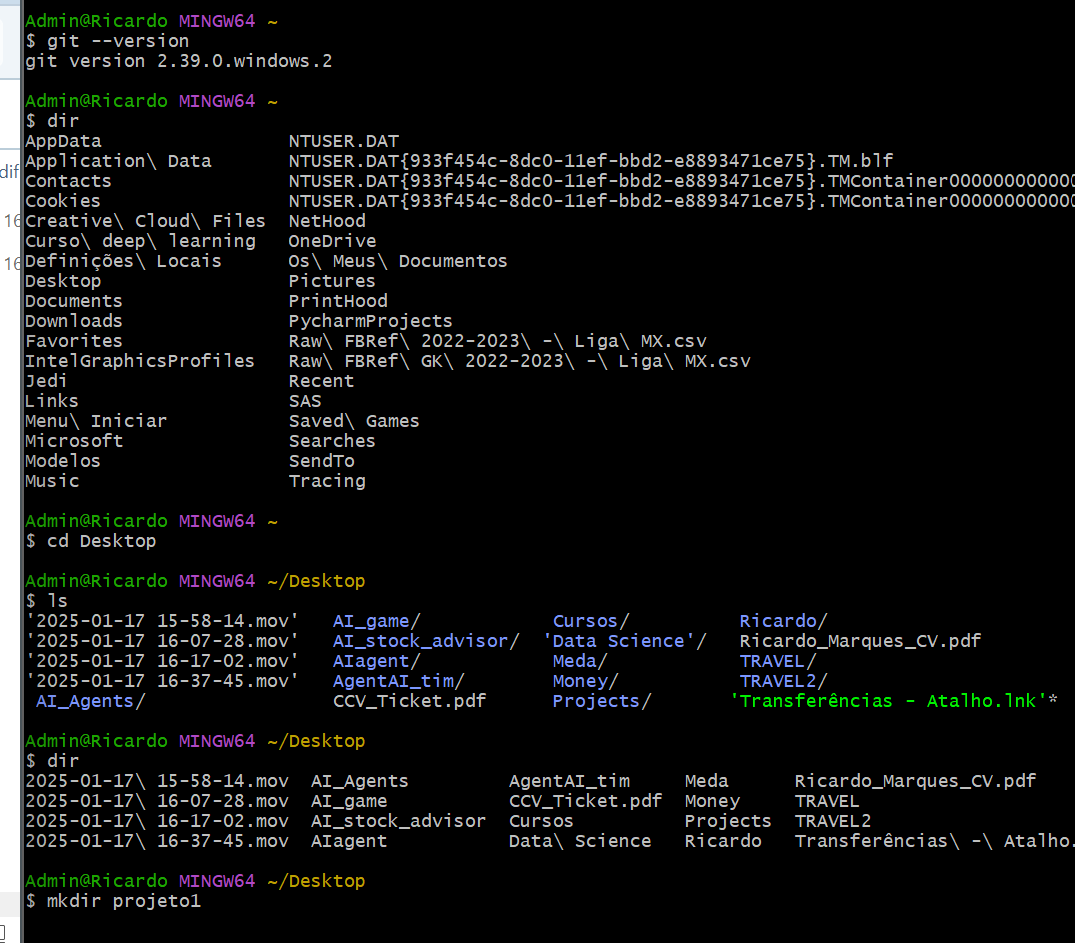 Admin@Ricardo MINGW64 ~
$ git --version
git version 2.39.0.windows.2
Admin@Ricardo MINGW64 ~
$ dir
AppData NTUSER.DAT
Application\ Data NTUSER.DAT{933f454c-8dc0-11ef-bbd2-e8893471ce75}.TM.blf
Contacts NTUSER.DAT{933f454c-8dc0-11ef-bbd2-e8893471ce75}.TMContainer000000000000
Cookies NTUSER.DAT{933f454c-8dc0-11ef-bbd2-e8893471ce75}.TMContainer000000000000
Creative\ Cloud\ Files NetHood
Curso\ deep\ learning OneDrive
Definições\ Locais Os\ Meus\ Documentos
Desktop Pictures
Documents PrintHood
Downloads PycharmProjects
Favorites Raw\ FBRef\ 2022-2023\ -\ Liga\ MX.csv
IntelGraphicsProfiles Raw\ FBRef\ GK\ 2022-2023\ -\ Liga\ MX.csv
Jedi Recent
Links SAS
Menu\ Iniciar Saved\ Games
Microsoft Searches
Modelos SendTo
Music Tracing
Admin@Ricardo MINGW64 ~
$ cd Desktop
Admin@Ricardo MINGW64 ~/Desktop
$ ls
'2025-01-17 15-58-14.mov' AI_game/ Cursos/ Ricardo/
'2025-01-17 16-07-28.mov' AI_stock_advisor/ 'Data Science'/ Ricardo_Marques_CV.pdf
'2025-01-17 16-17-02.mov' AIagent/ Meda/ TRAVEL/
'2025-01-17 16-37-45.mov' AgentAI_tim/ Money/ TRAVEL2/
AI_Agents/ CCV_Ticket.pdf Projects/ 'Transferências - Atalho.lnk'*
Admin@Ricardo MINGW64 ~/Desktop
$ dir
2025-01-17\ 15-58-14.mov AI_Agents AgentAI_tim Meda Ricardo_Marques_CV.pdf
2025-01-17\ 16-07-28.mov AI_game CCV_Ticket.pdf Money TRAVEL
2025-01-17\ 16-17-02.mov AI_stock_advisor Cursos Projects TRAVEL2
2025-01-17\ 16-37-45.mov AIagent Data\ Science Ricardo Transferências\ -\ Atalho.
Admin@Ricardo MINGW64 ~/Desktop
$ mkdir projeto1
dif
16
16